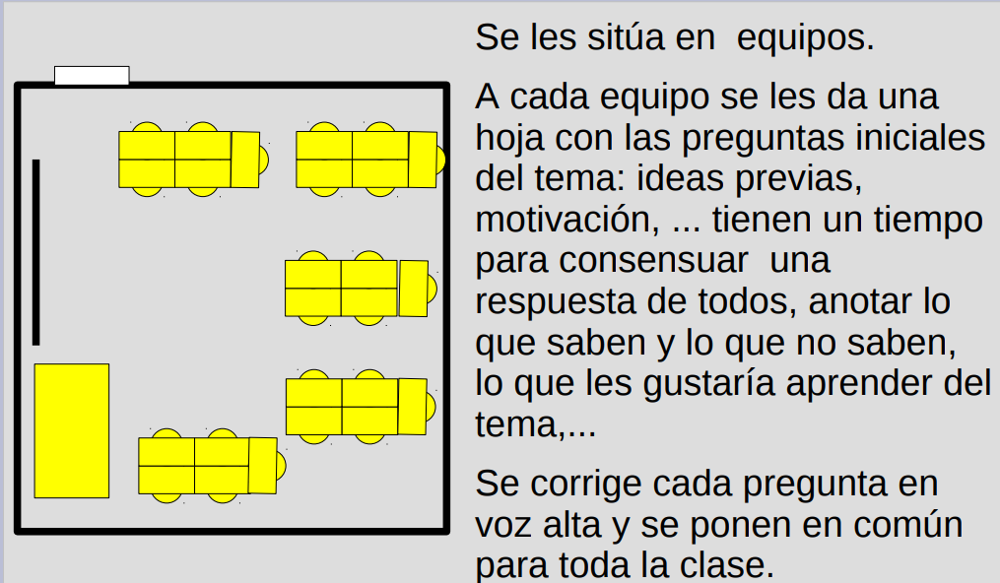 Se les sitúa en  equipos.
A cada equipo se les da una
hoja con las preguntas iniciales
del tema: ideas previas,
motivación, ... tienen un tiempo
para consensuar  una
respuesta de todos, anotar lo
que saben y lo que no saben,
lo que les gustaría aprender del
tema,...
Se corrige cada pregunta en
voz alta y se ponen en común
para toda la clase.